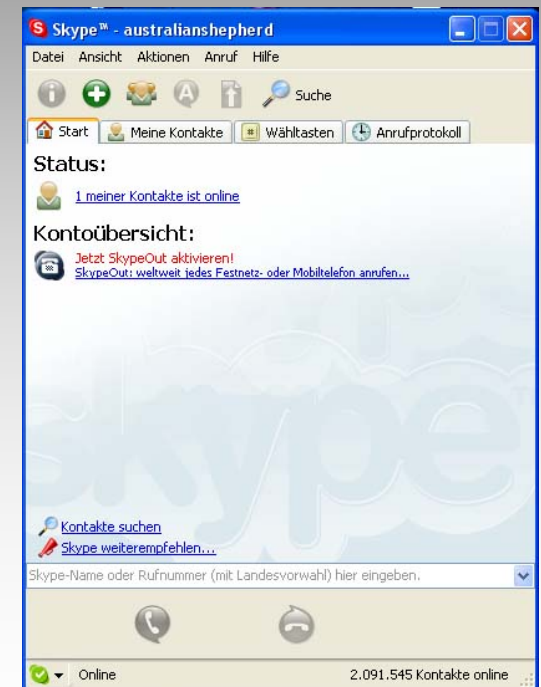 Skype™ - australianshepherd
Datei Ansicht Aktionen Anruf Hilfe
Suche
Start Meine Kontakte Wähltasten Anrufprotokoll
Status:
1 meiner Kontakte ist online
Kontoübersicht:
Jetzt SkypeOut aktivieren!
SkypeOut: weltweit jedes Festnetz- oder Mobiltelefon anrufen...
skype
Kontakte suchen
Skype weiterempfehlen...
Skype-Name oder Rufnummer (mit Landesvorwahl) hier eingeben.
Online 2.091.545 Kontakte online